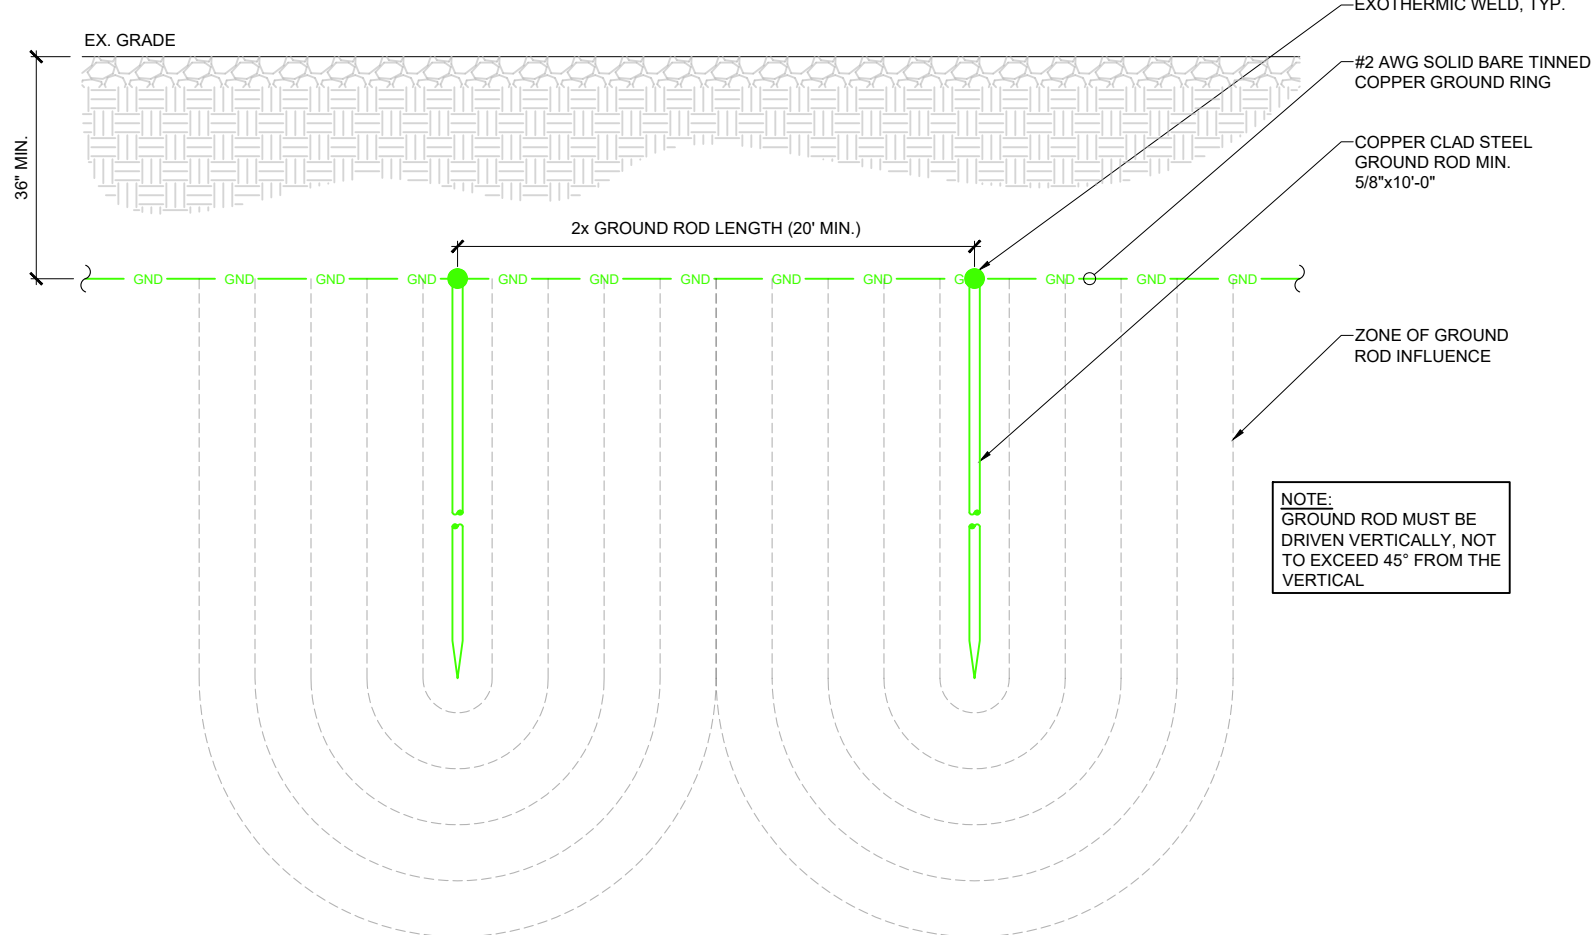 EXOTHERMIC WELD, TYP.
EX. GRADE
#2 AWG SOLID BARE TINNED
COPPER GROUND RING
COPPER CLAD STEEL
GROUND ROD MIN.
5/8"x10'-0"
36" MIN.
2x GROUND ROD LENGTH (20' MIN.)
GND GND GND GND GND GND GND GND GND GND GND GND GND
ZONE OF GROUND
ROD INFLUENCE
NOTE:
GROUND ROD MUST BE
DRIVEN VERTICALLY, NOT
TO EXCEED 45° FROM THE
VERTICAL